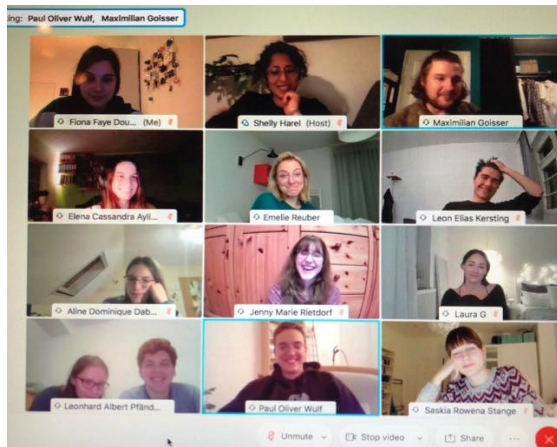 ting: Paul Oliver Wulf, Maximilian Goisser
Fiona Faye Dou... (Me)
Shelly Harel (Host)
Maximilian Goisser
Elena Cassandra Ayli...
Emelie Reuber
Leon Elias Kersting
Aline Dominique Dab...
Jenny Marie Rietdorf
Laura G
Leonhard Albert Pfänd...
Paul Oliver Wulf
Saskia Rowena Stange
Unmute
Stop video
Share